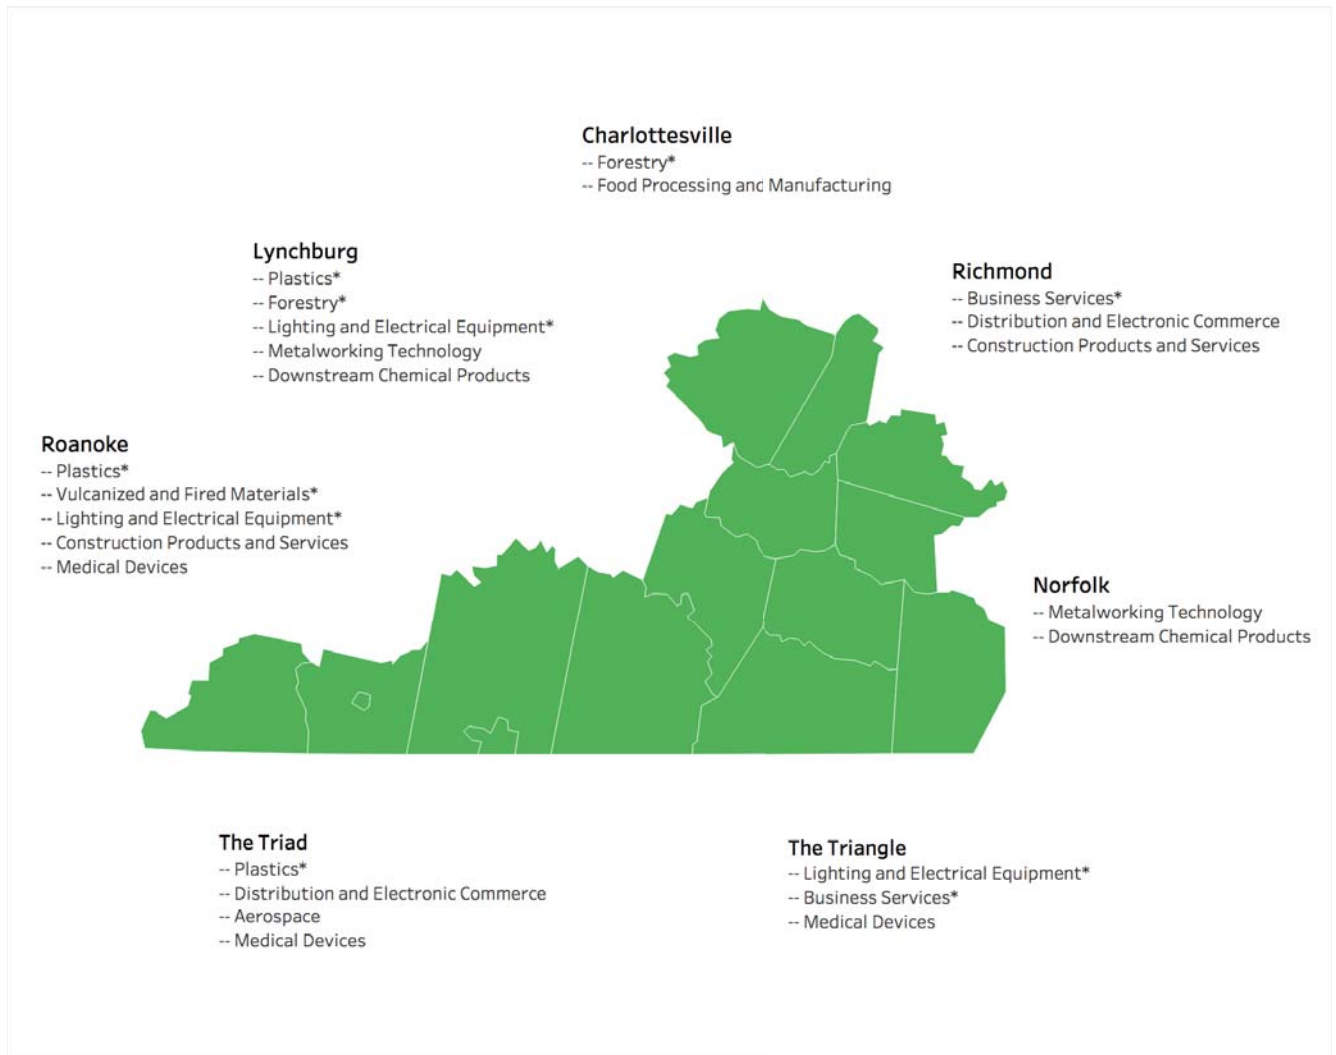 Charlottesville
-- Forestry*
-- Food Processing and Manufacturing
Lynchburg
-- Plastics*
-- Forestry*
-- Lighting and Electrical Equipment*
-- Metalworking Technology
-- Downstream Chemical Products
Richmond
-- Business Services*
-- Distribution and Electronic Commerce
-- Construction Products and Services
Roanoke
-- Plastics*
-- Vulcanized and Fired Materials*
-- Lighting and Electrical Equipment*
-- Construction Products and Services
-- Medical Devices
Norfolk
-- Metalworking Technology
-- Downstream Chemical Products
The Triad
-- Plastics*
-- Distribution and Electronic Commerce
-- Aerospace
-- Medical Devices
The Triangle
-- Lighting and Electrical Equipment*
-- Business Services*
-- Medical Devices